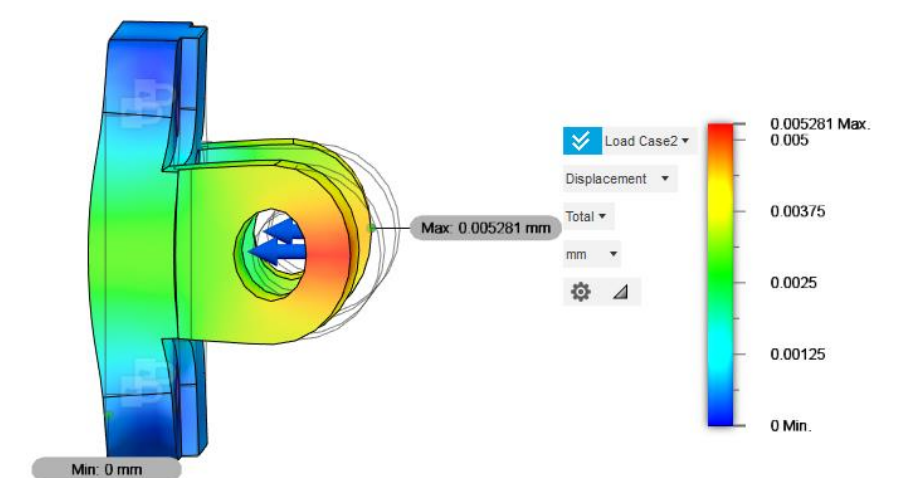 Load Case2
Displacement
Total
mm
Max: 0.005281 mm
Min: 0 mm
0.005281 Max.
0.005
0.00375
0.0025
0.00125
0 Min.